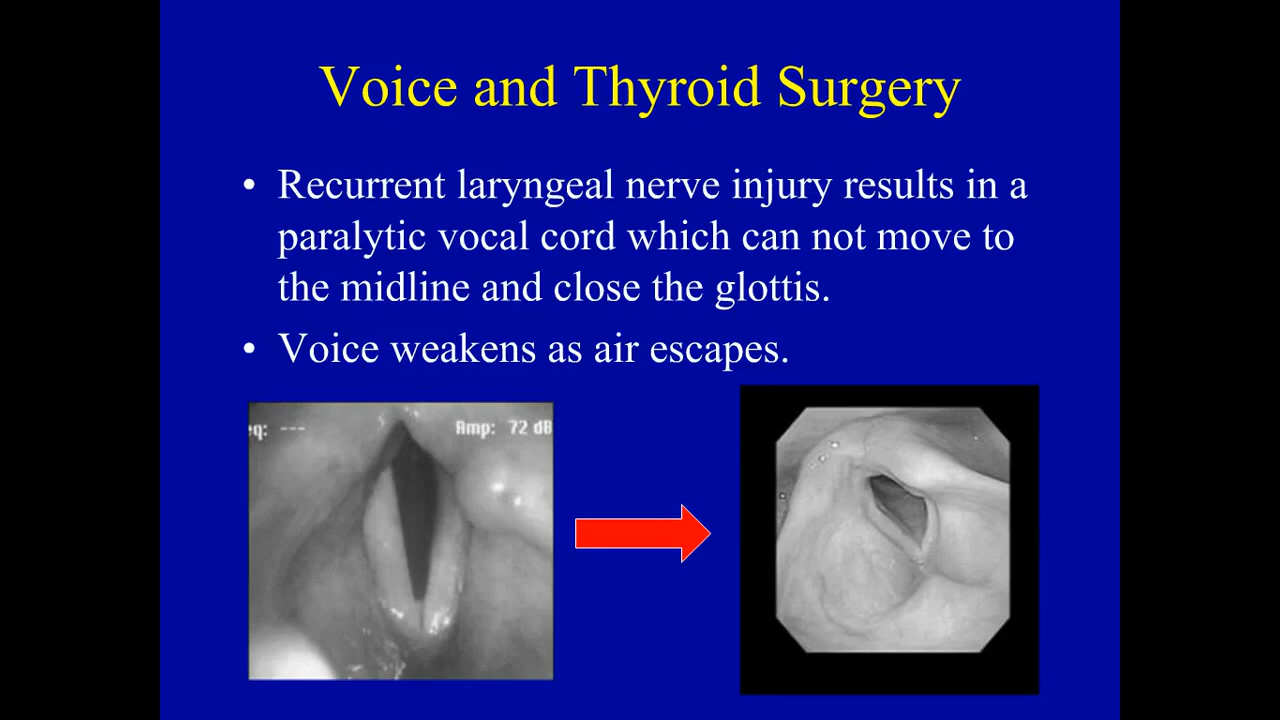 Voice and Thyroid Surgery
• Recurrent laryngeal nerve injury results in a
paralytic vocal cord which can not move to
the midline and close the glottis.
• Voice weakens as air escapes.
eq: --- Amp: 72 dB